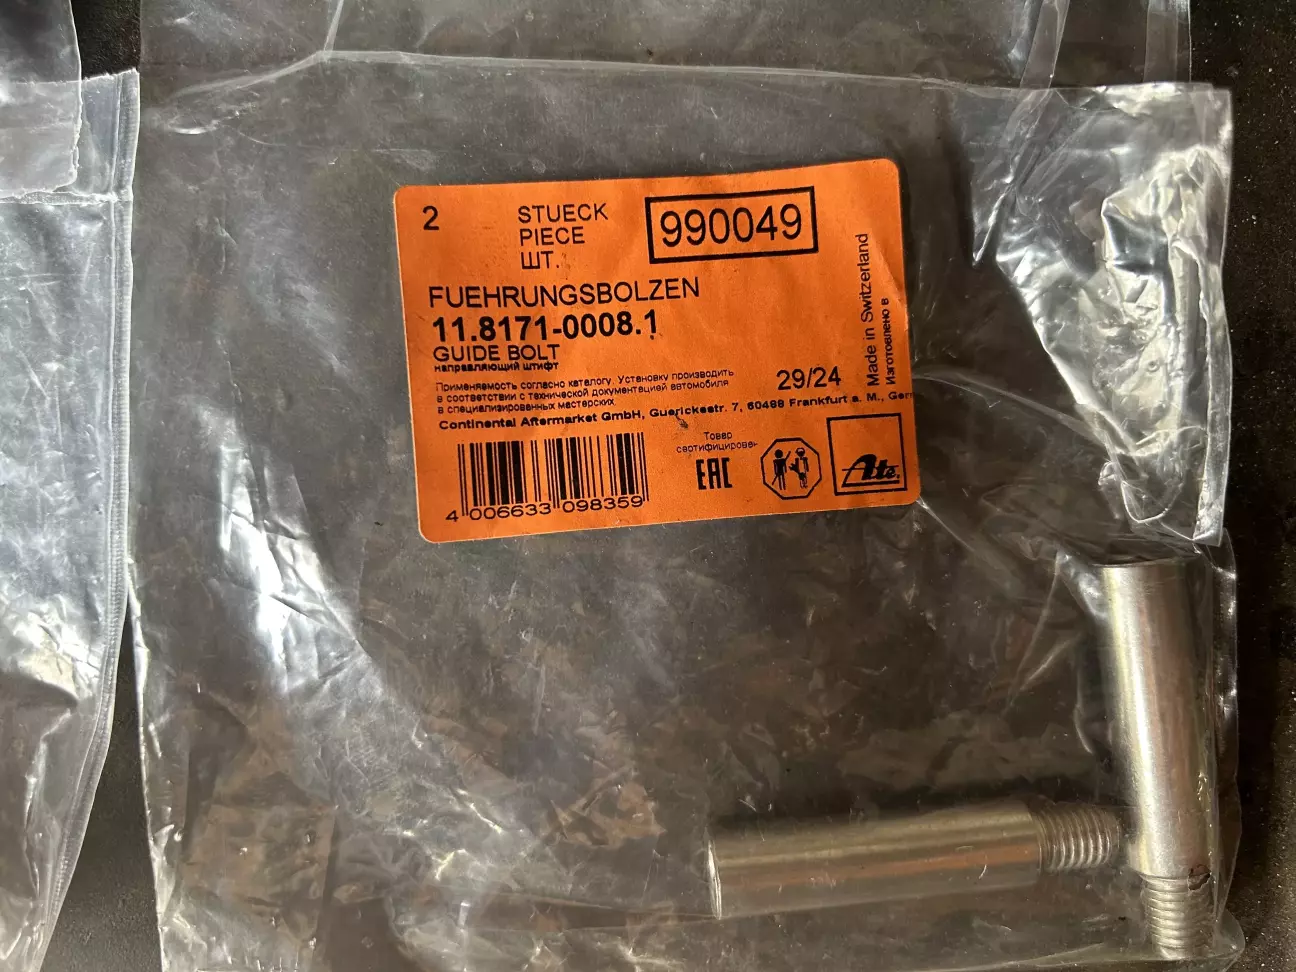 2
STUECK
PIECE
ШТ.
990049
FUEHRUNGSBOLZEN
11.8171-0008.1
GUIDE BOLT
направляющий штифт
Применяемость согласно каталогу. Установку производить
в соответствии с технической документацией автомобиля
в специализированных мастерских
29/24
Continental Aftermarket GmbH, Guerickestr. 7, 60488 Frankfurt a. M., Ger
Made in Switzerland
Изготовлено в
4 006633 098359
Товар
сертифицирован
EAC
Ate